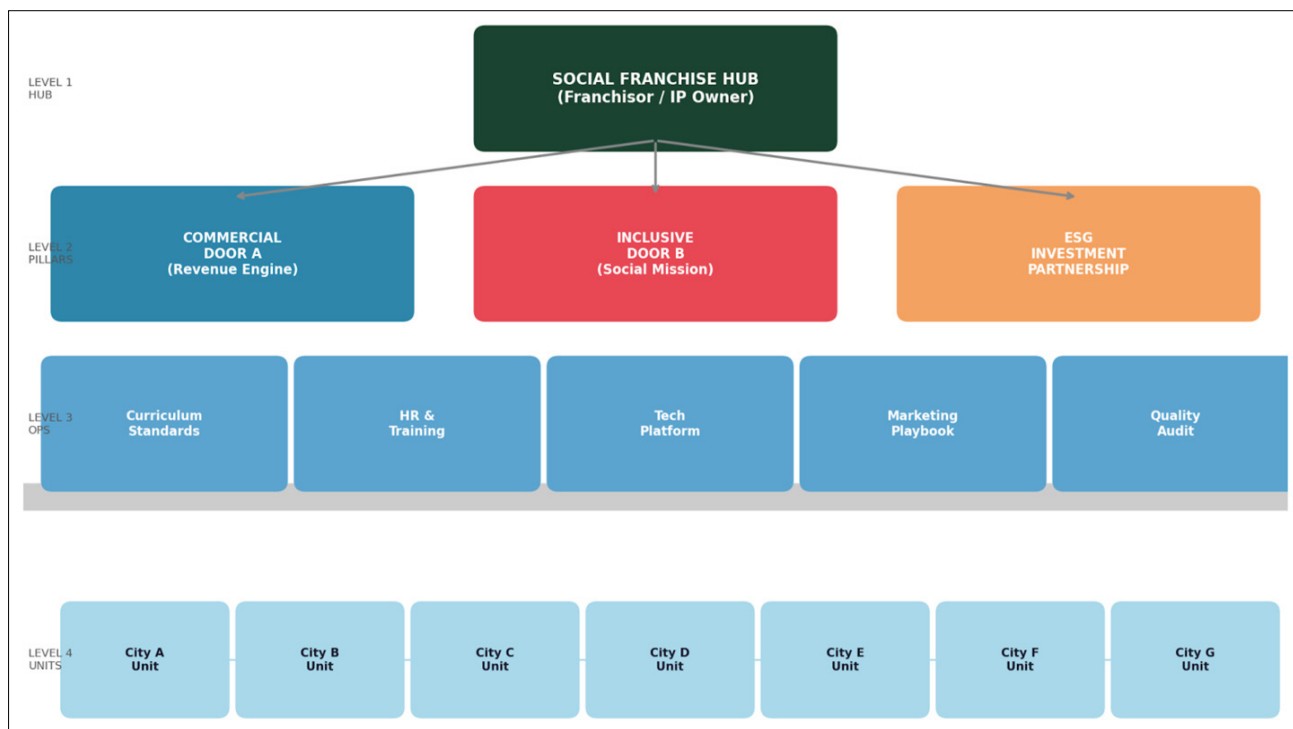 LEVEL 1
HUB
SOCIAL FRANCHISE HUB
(Franchisor / IP Owner)
LEVEL 2
PILLARS
COMMERCIAL
DOOR A
(Revenue Engine)
INCLUSIVE
DOOR B
(Social Mission)
ESG
INVESTMENT
PARTNERSHIP
LEVEL 3
OPS
Curriculum
Standards
HR &
Training
Tech
Platform
Marketing
Playbook
Quality
Audit
LEVEL 4
UNITS
City A
Unit
City B
Unit
City C
Unit
City D
Unit
City E
Unit
City F
Unit
City G
Unit